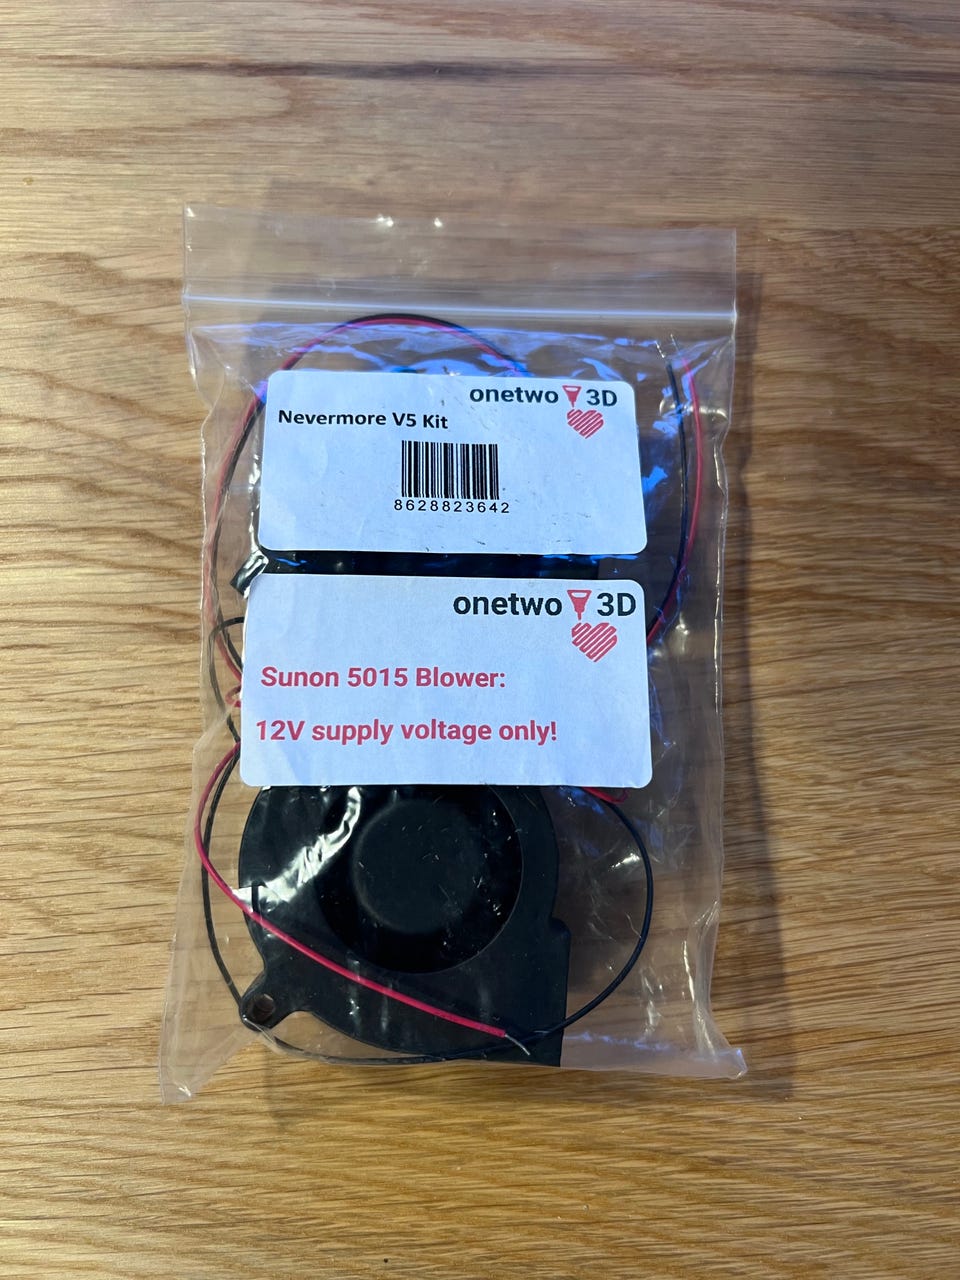 onetwo 3D
Nevermore V5 Kit
8628823642
onetwo 3D
Sunon 5015 Blower:
12V supply voltage only!